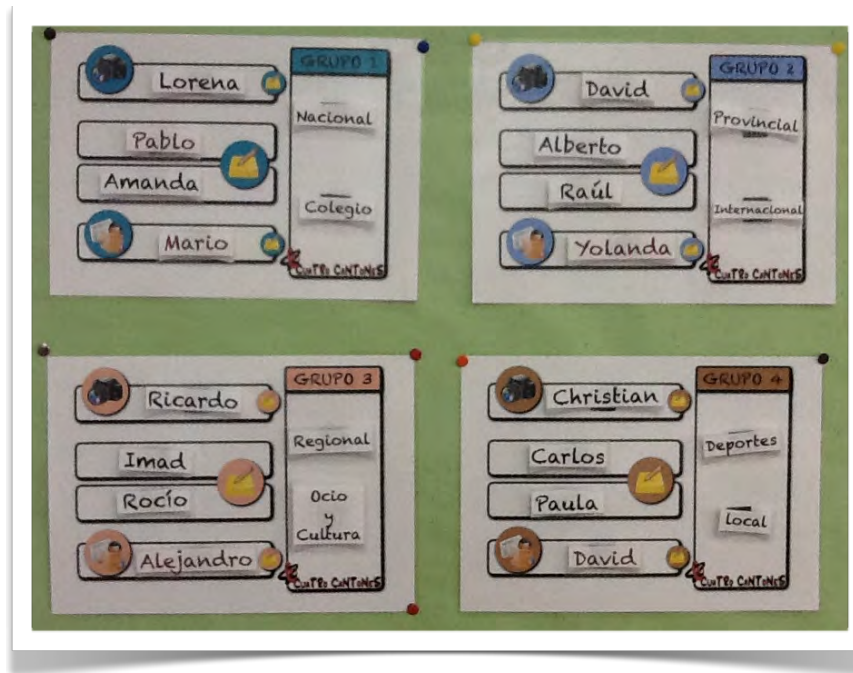 GRUPO 1
Lorena
Pablo
Amanda
Mario
Nacional
Colegio
CUATRO CANTONES
GRUPO 2
David
Alberto
Raúl
Yolanda
Provincial
Internacional
CUATRO CANTONES
GRUPO 3
Ricardo
Imad
Rocío
Alejandro
Regional
Ocio
y
Cultura
CUATRO CANTONES
GRUPO 4
Christian
Carlos
Paula
David
Deportes
local
CUATRO CANTONES